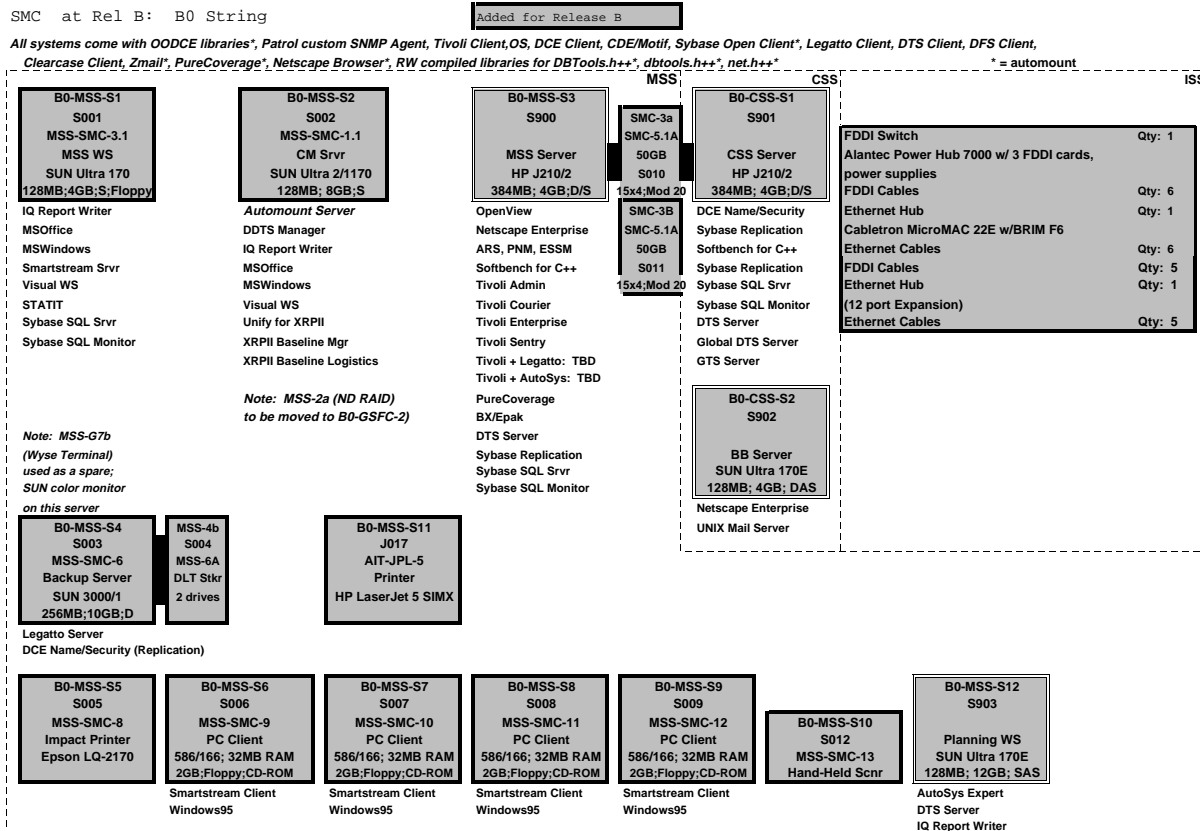 SMC at Rel B: B0 String
Added for Release B
All systems come with OODCE libraries*, Patrol custom SNMP Agent, Tivoli Client,OS, DCE Client, CDE/Motif, Sybase Open Client*, Legatto Client, DTS Client, DFS Client,
Clearcase Client, Zmail*, PureCoverage*, Netscape Browser*, RW compiled libraries for DBTools.h++*, dbtools.h++*, net.h++*
* = automount
MSS
CSS
ISS
B0-MSS-S1
S001
MSS-SMC-3.1
MSS WS
SUN Ultra 170
128MB;4GB;S;Floppy
IQ Report Writer
MSOffice
MSWindows
Smartstream Srvr
Visual WS
STATIT
Sybase SQL Srvr
Sybase SQL Monitor
Note: MSS-G7b
(Wyse Terminal)
used as a spare;
SUN color monitor
on this server
B0-MSS-S2
S002
MSS-SMC-1.1
CM Srvr
SUN Ultra 2/1170
128MB; 8GB;S
Automount Server
DDTS Manager
IQ Report Writer
MSOffice
MSWindows
Visual WS
Unify for XRPII
XRPII Baseline Mgr
XRPII Baseline Logistics
Note: MSS-2a (ND RAID)
to be moved to B0-GSFC-2)
B0-MSS-S3
S900
MSS Server
HP J210/2
384MB; 4GB;D/S
OpenView
Netscape Enterprise
ARS, PNM, ESSM
Softbench for C++
Tivoli Admin
Tivoli Courier
Tivoli Enterprise
Tivoli Sentry
Tivoli + Legatto: TBD
Tivoli + AutoSys: TBD
PureCoverage
BX/Epak
DTS Server
Sybase Replication
Sybase SQL Srvr
Sybase SQL Monitor
SMC-3a
SMC-5.1A
50GB
S010
15x4;Mod 20
SMC-3B
SMC-5.1A
50GB
S011
15x4;Mod 20
B0-CSS-S1
S901
CSS Server
HP J210/2
384MB; 4GB;D/S
DCE Name/Security
Sybase Replication
Softbench for C++
Sybase Replication
Sybase SQL Srvr
Sybase SQL Monitor
DTS Server
Global DTS Server
GTS Server
B0-CSS-S2
S902
BB Server
SUN Ultra 170E
128MB; 4GB; DAS
Netscape Enterprise
UNIX Mail Server
FDDI Switch Qty: 1
Alantec Power Hub 7000 w/ 3 FDDI cards,
power supplies
FDDI Cables Qty: 6
Ethernet Hub Qty: 1
Cabletron MicroMAC 22E w/BRIM F6
Ethernet Cables Qty: 6
FDDI Cables Qty: 5
Ethernet Hub Qty: 1
(12 port Expansion)
Ethernet Cables Qty: 5
B0-MSS-S4
S003
MSS-SMC-6
Backup Server
SUN 3000/1
256MB;10GB;D
Legatto Server
DCE Name/Security (Replication)
MSS-4b
S004
MSS-6A
DLT Stkr
2 drives
B0-MSS-S11
J017
AIT-JPL-5
Printer
HP LaserJet 5 SIMX
B0-MSS-S5
S005
MSS-SMC-8
Impact Printer
Epson LQ-2170
B0-MSS-S6
S006
MSS-SMC-9
PC Client
586/166; 32MB RAM
2GB;Floppy;CD-ROM
Smartstream Client
Windows95
B0-MSS-S7
S007
MSS-SMC-10
PC Client
586/166; 32MB RAM
2GB;Floppy;CD-ROM
Smartstream Client
Windows95
B0-MSS-S8
S008
MSS-SMC-11
PC Client
586/166; 32MB RAM
2GB;Floppy;CD-ROM
Smartstream Client
Windows95
B0-MSS-S9
S009
MSS-SMC-12
PC Client
586/166; 32MB RAM
2GB;Floppy;CD-ROM
Smartstream Client
Windows95
B0-MSS-S10
S012
MSS-SMC-13
Hand-Held Scnr
B0-MSS-S12
S903
Planning WS
SUN Ultra 170E
128MB; 12GB; SAS
AutoSys Expert
DTS Server
IQ Report Writer